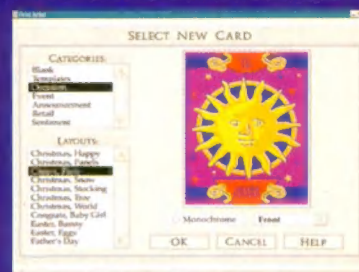 Print Artist
SELECT NEW CARD
CATEGORIES:
Blank
Templates
Occasion
Event
Announcement
Retail
Sentiment
LAYOUTS:
Christmas, Happy
Christmas, Panels
Christmas, Snow
Christmas, Stocking
Christmas, Tree
Christmas, World
Congrats, Baby Girl
Easter, Bunny
Easter, Eggs
Father's Day
Monochrome
Front
OK
CANCEL
HELP